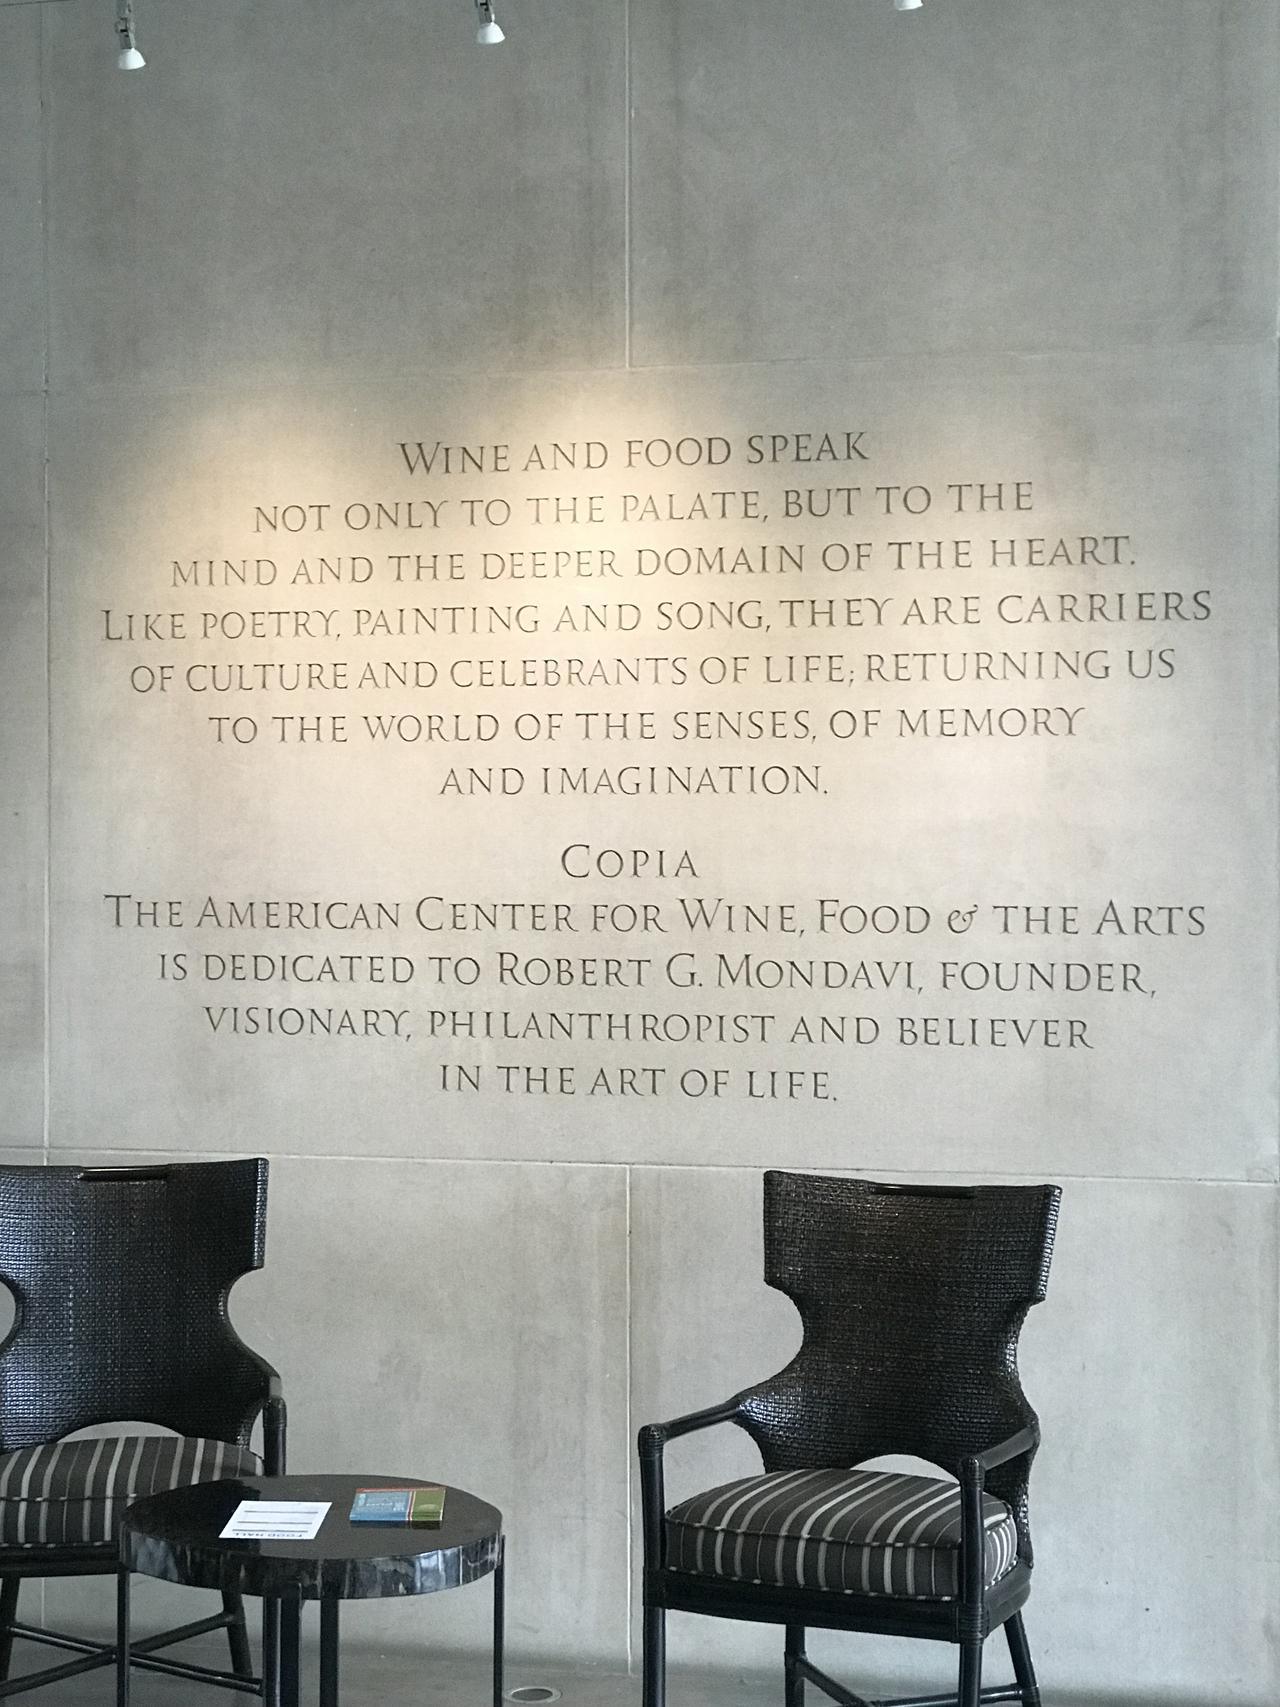 WINE AND FOOD SPEAK
NOT ONLY TO THE PALATE, BUT TO THE
MIND AND THE DEEPER DOMAIN OF THE HEART.
LIKE POETRY, PAINTING AND SONG, THEY ARE CARRIERS
OF CULTURE AND CELEBRANTS OF LIFE; RETURNING US
TO THE WORLD OF THE SENSES, OF MEMORY
AND IMAGINATION.
COPIA
THE AMERICAN CENTER FOR WINE, FOOD & THE ARTS
IS DEDICATED TO ROBERT G. MONDAVI, FOUNDER,
VISIONARY, PHILANTHROPIST AND BELIEVER
IN THE ART OF LIFE.
FOOD HALL